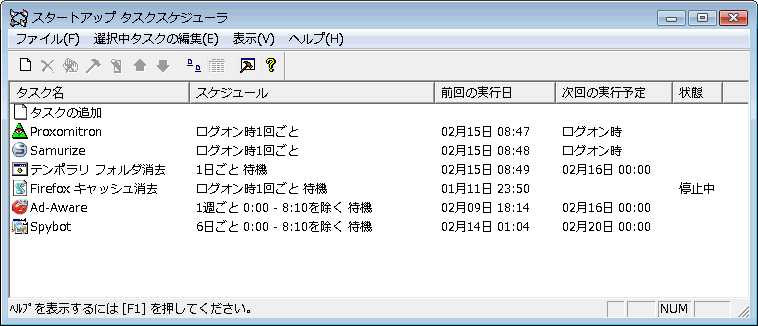 スタートアップ タスクスケジューラ
ファイル(F) 選択中タスクの編集(E) 表示(V) ヘルプ(H)
タスク名 スケジュール 前回の実行日 次回の実行予定 状態
タスクの追加
Proxomitron ログオン時1回ごと 02月15日 08:47 ログオン時
Samurize ログオン時1回ごと 02月15日 08:48 ログオン時
テンポラリ フォルダ消去 1日ごと 待機 02月15日 08:49 02月16日 00:00
Firefox キャッシュ消去 ログオン時1回ごと 待機 01月11日 23:50 停止中
Ad-Aware 1週ごと 0:00 - 8:10を除く 待機 02月09日 18:14 02月16日 00:00
Spybot 6日ごと 0:00 - 8:10を除く 待機 02月14日 01:04 02月20日 00:00
ﾍﾙﾌﾟを表示するには [F1] を押してください。 NUM